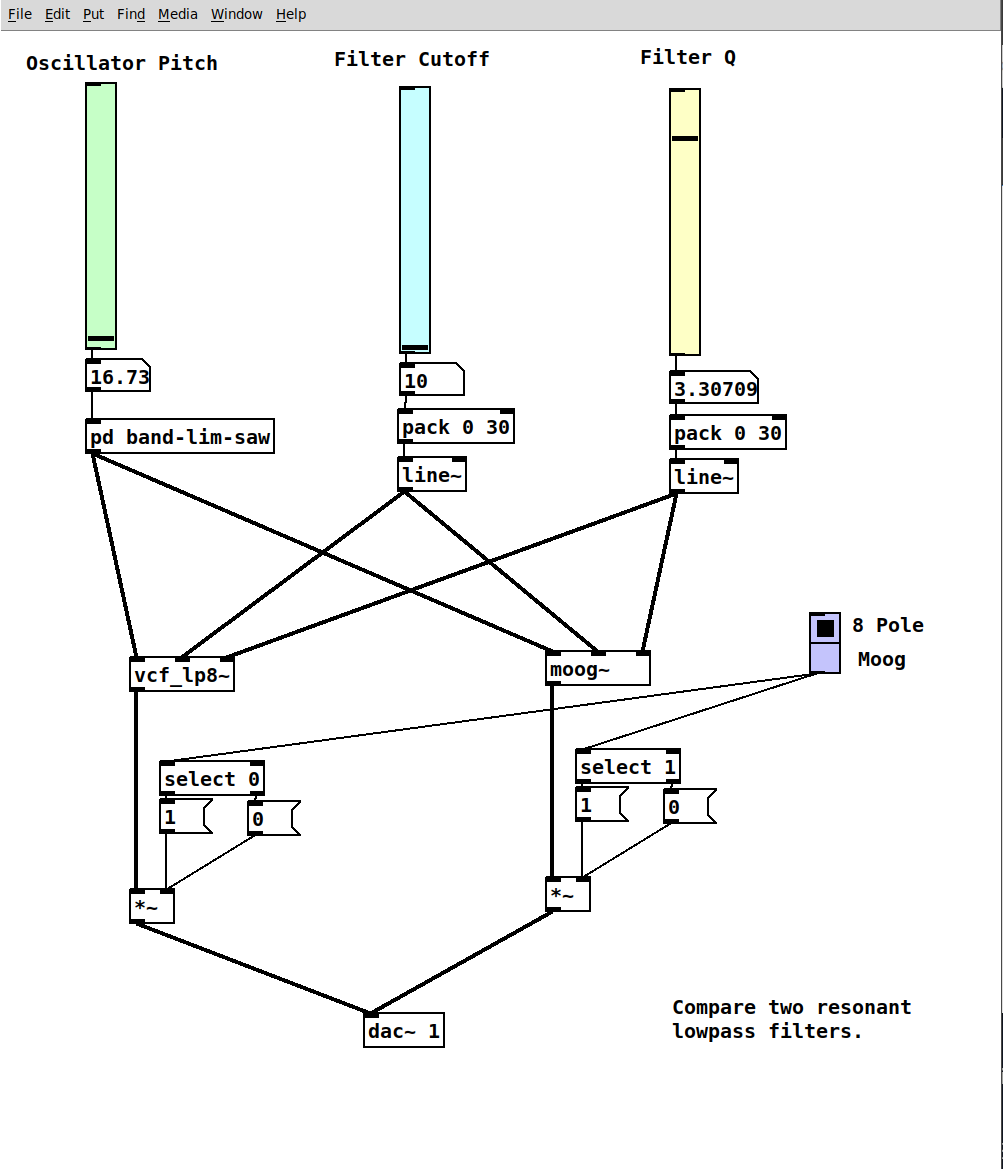 File Edit Put Find Media Window Help
Oscillator Pitch
Filter Cutoff
Filter Q
16.73
10
3.30709
pd band-lim-saw
pack 0 30
pack 0 30
line~
line~
8 Pole
Moog
vcf_lp8~
moog~
select 0
select 1
1
0
1
0
*~
*~
dac~ 1
Compare two resonant
lowpass filters.